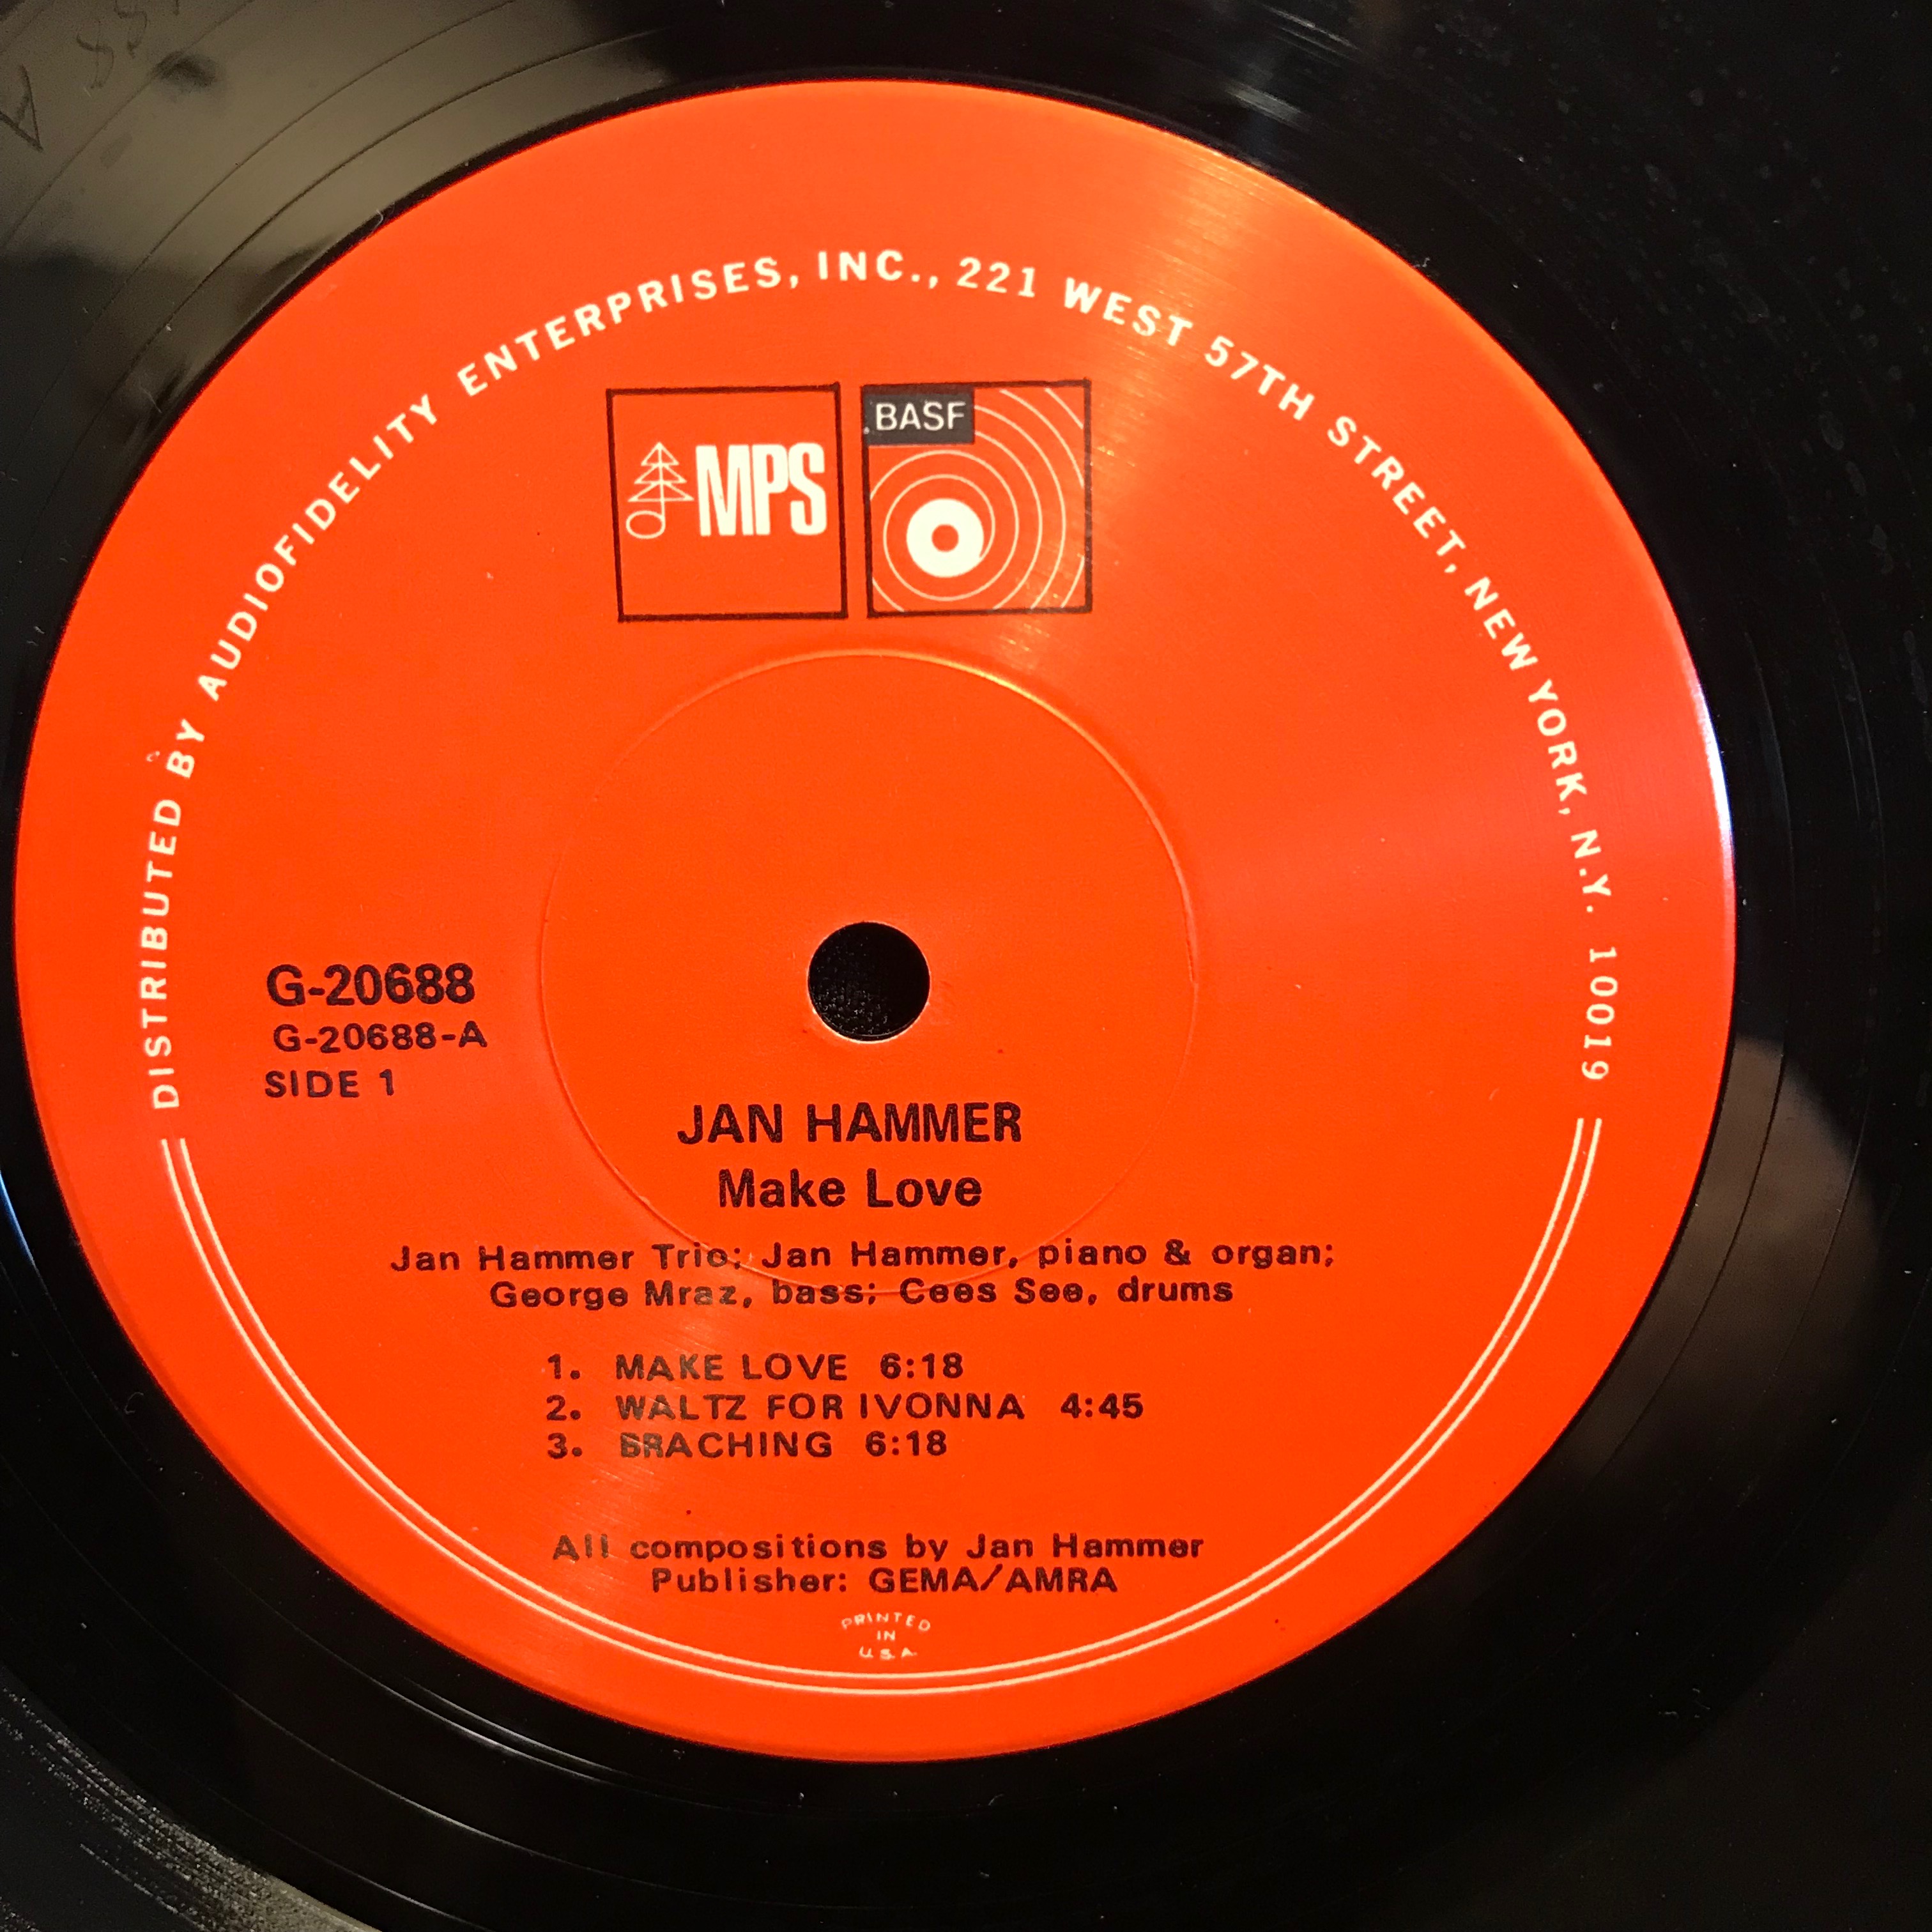 DISTRIBUTED BY AUDIOFIDELITY ENTERPRISES, INC., 221 WEST 57TH STREET, NEW YORK, N.Y. 10019
MPS
BASF
G-20688
G-20688-A
SIDE 1
JAN HAMMER
Make Love
Jan Hammer Trio; Jan Hammer, piano & organ;
George Mraz, bass; Cees See, drums
1. MAKE LOVE 6:18
2. WALTZ FOR IVONNA 4:45
3. BRACHING 6:18
All compositions by Jan Hammer
Publisher: GEMA/AMRA
PRINTED
IN
U.S.A